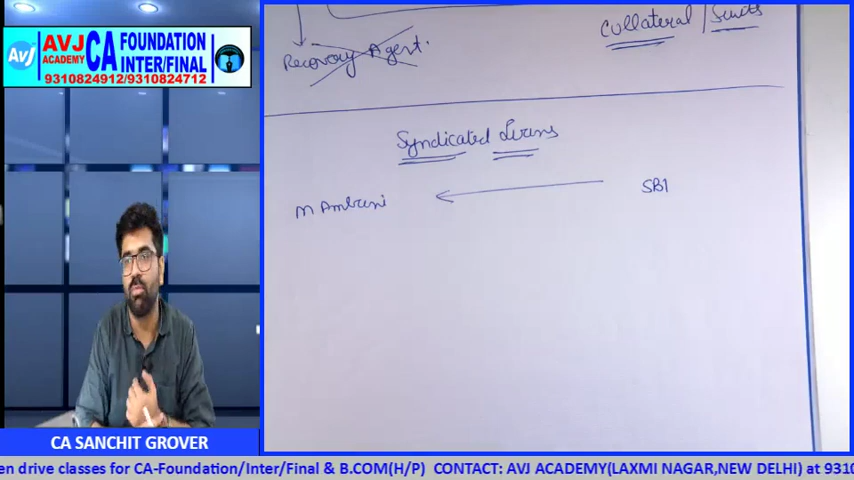 AVJ ACADEMY CA FOUNDATION INTER/FINAL
9310824912/9310824712
AVJ
Collateral /
Recovery Agent.
Syndicated Loans
M Ambani
SBI
CA SANCHIT GROVER
en drive classes for CA-Foundation/Inter/Final & B.COM(H/P) CONTACT: AVJ ACADEMY(LAXMI NAGAR,NEW DELHI) at 9310